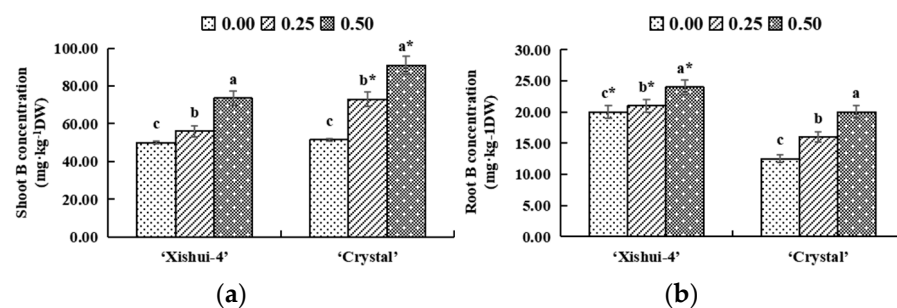 0.00 0.25 0.50
Shoot B concentration
(mg·kg-1DW)
100.00
80.00
60.00
40.00
20.00
0.00
c
b
a
c
b*
a*
'Xishui-4'
'Crystal'
(a)
0.00 0.25 0.50
Root B concentration
(mg·kg-1DW)
30.00
25.00
20.00
15.00
10.00
5.00
0.00
c*
b*
a*
c
b
a
'Xishui-4'
'Crystal'
(b)